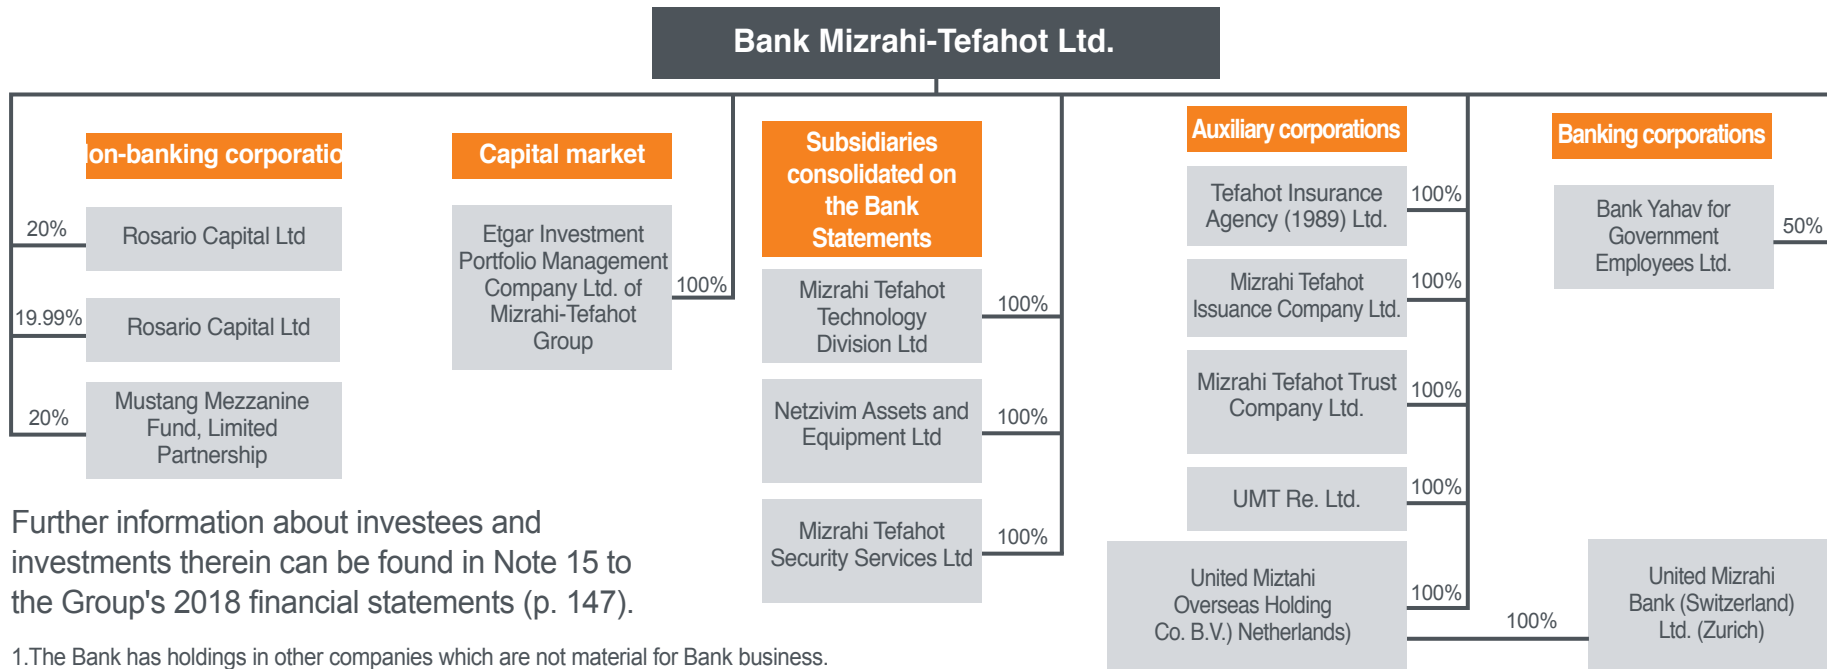 Bank Mizrahi-Tefahot Ltd.
Non-banking corporatio
20%
Rosario Capital Ltd
19.99%
Rosario Capital Ltd
20%
Mustang Mezzanine
Fund, Limited
Partnership
Capital market
Etgar Investment
Portfolio Management
Company Ltd. of
Mizrahi-Tefahot
Group
100%
Subsidiaries
consolidated on
the Bank
Statements
Mizrahi Tefahot
Technology
Division Ltd
100%
Netzivim Assets and
Equipment Ltd
100%
Mizrahi Tefahot
Security Services Ltd
100%
Auxiliary corporations
Tefahot Insurance
Agency (1989) Ltd.
100%
Mizrahi Tefahot
Issuance Company Ltd.
100%
Mizrahi Tefahot Trust
Company Ltd.
100%
UMT Re. Ltd.
100%
United Miztahi
Overseas Holding
Co. B.V.) Netherlands)
100%
100%
Banking corporations
Bank Yahav for
Government
Employees Ltd.
50%
United Mizrahi
Bank (Switzerland)
Ltd. (Zurich)
Further information about investees and
investments therein can be found in Note 15 to
the Group's 2018 financial statements (p. 147).
1.The Bank has holdings in other companies which are not material for Bank business.